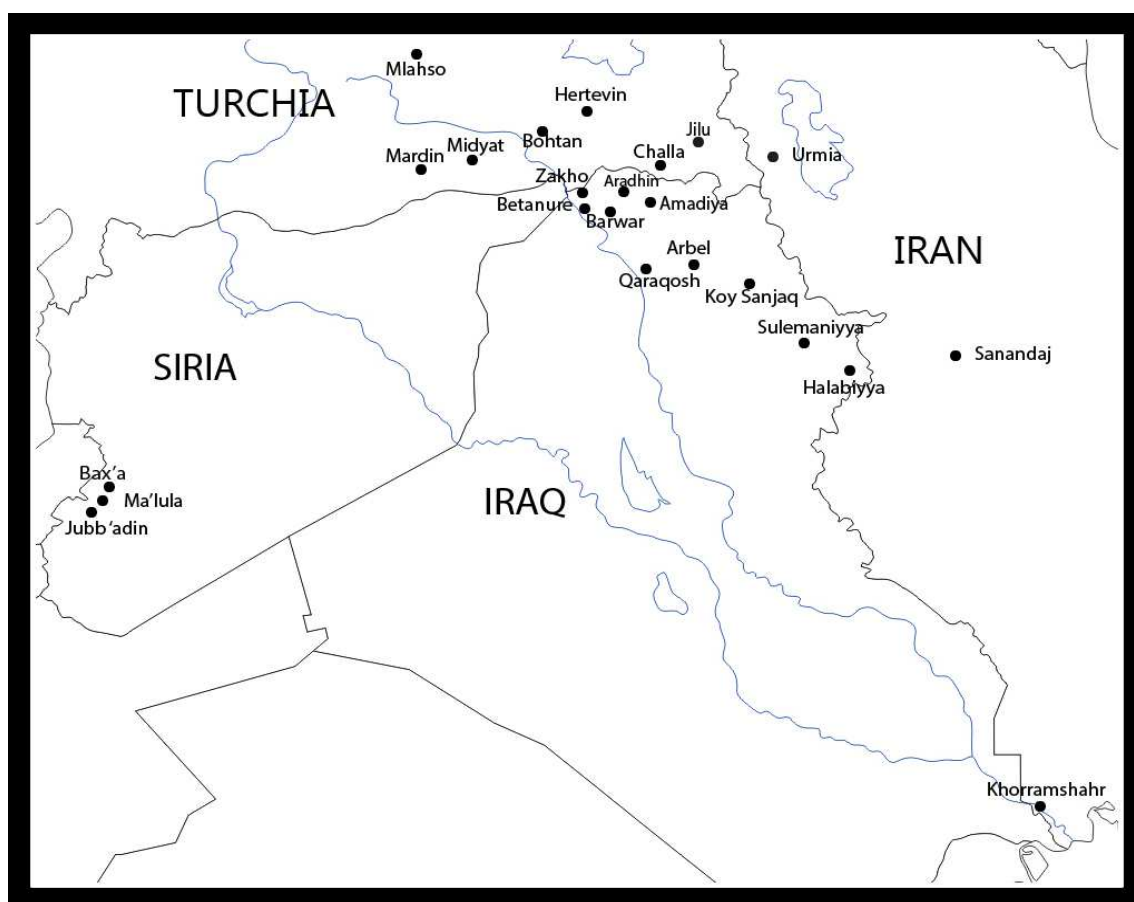 Mlahso
TURCHIA
Hertevin
Jilu
Bohtan
Midyat
Challa
Mardin
Urmia
Zakho
Aradhin
Betanure
Amadiya
Barwar
Arbel
IRAN
Qaraqosh
Koy Sanjaq
Sulemaniyya
SIRIA
Sanandaj
Halabiyya
Bax'a
Ma'lula
IRAQ
Jubb'adin
Khorramshahr